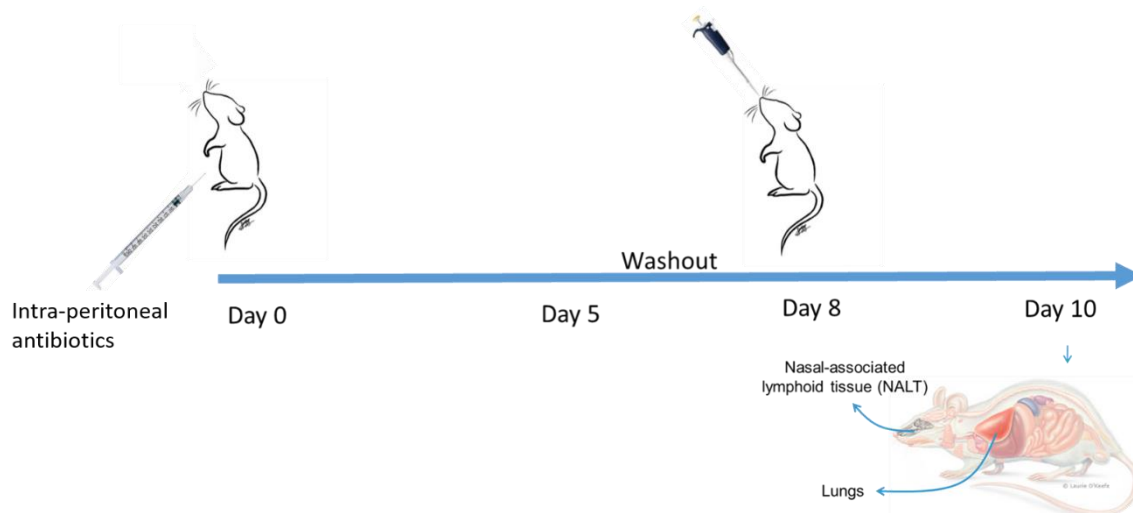 Washout
Intra-peritoneal
antibiotics
Day 0
Day 5
Day 8
Day 10
Nasal-associated
lymphoid tissue (NALT)
Lungs
© Laurie O'Keefe